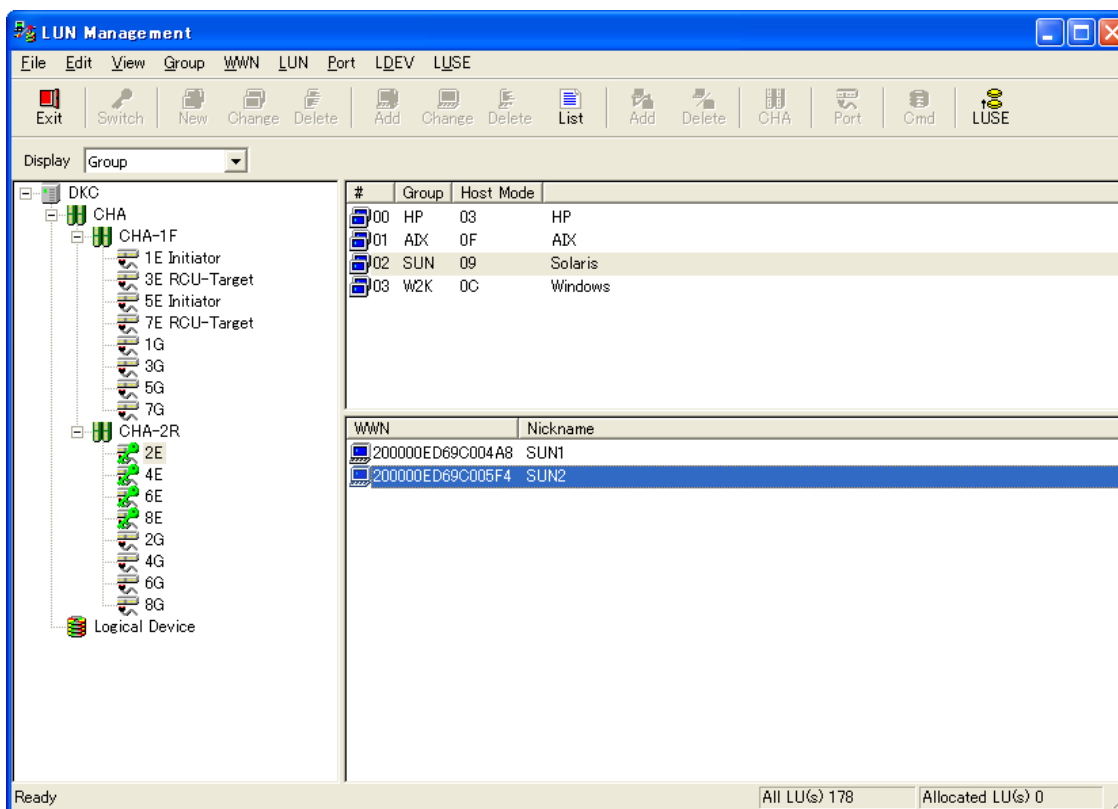 LUN Management
File Edit View Group WWN LUN Port LDEV LUSE
Exit Switch New Change Delete Add Change Delete List Add Delete CHA Port Cmd LUSE
Display Group
DKC
CHA
CHA-1F
1E Initiator
3E RCU-Target
5E Initiator
7E RCU-Target
1G
3G
5G
7G
CHA-2R
2E
4E
6E
8E
2G
4G
6G
8G
Logical Device
# Group Host Mode
00 HP 03 HP
01 AIX 0F AIX
02 SUN 09 Solaris
03 W2K 0C Windows
WWN Nickname
200000ED69C004A8 SUN1
200000ED69C005F4 SUN2
Ready All LU(s) 178 Allocated LU(s) 0